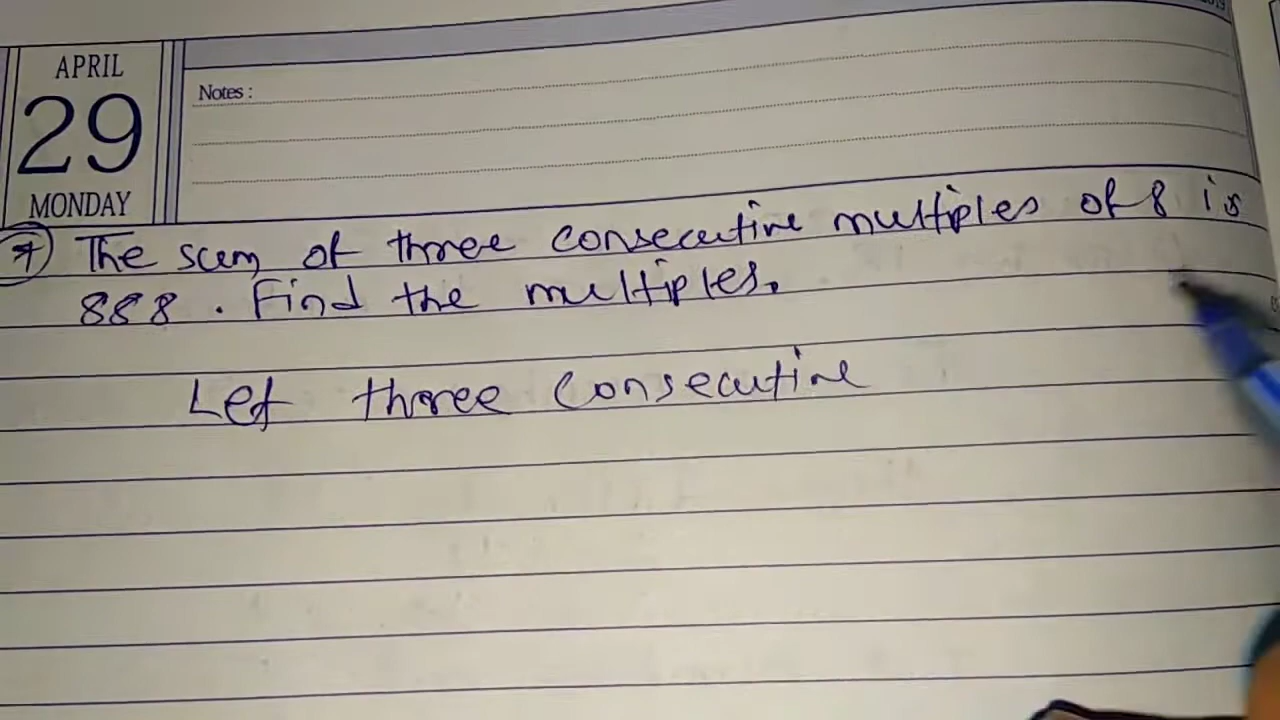 APRIL
29
MONDAY
Notes :
7) The sum of three consecutive multiples of 8 is
888. Find the multiples.
Let three consecutive